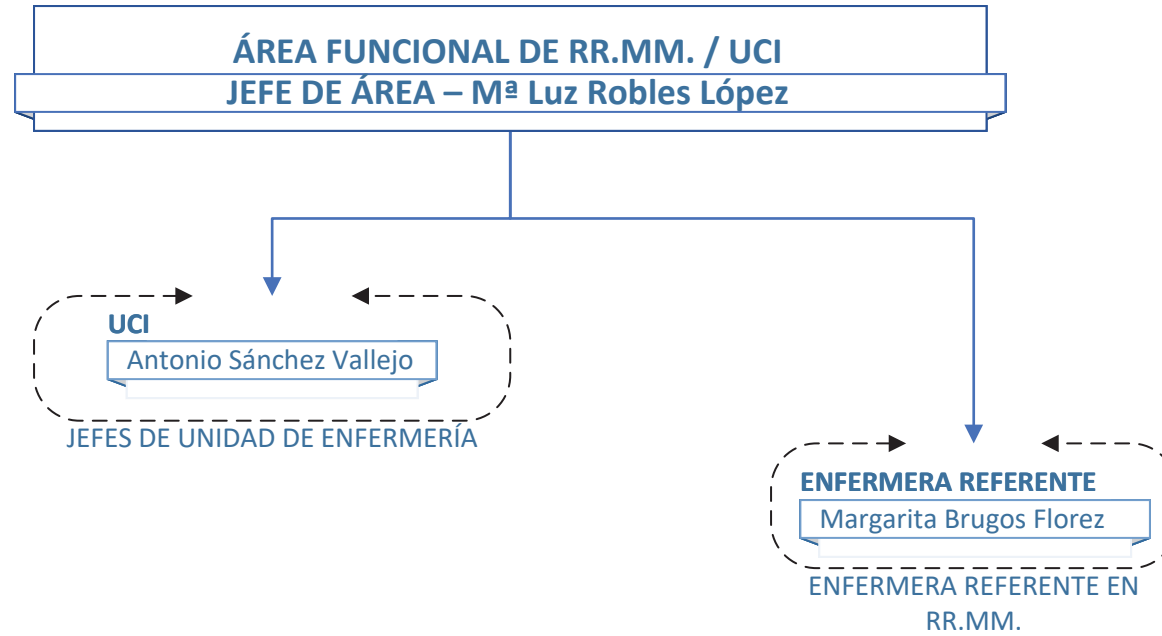 ÁREA FUNCIONAL DE RR.MM. / UCI
JEFE DE ÁREA – Mª Luz Robles López
UCI
Antonio Sánchez Vallejo
JEFES DE UNIDAD DE ENFERMERÍA
ENFERMERA REFERENTE
Margarita Brugos Florez
ENFERMERA REFERENTE EN
RR.MM.